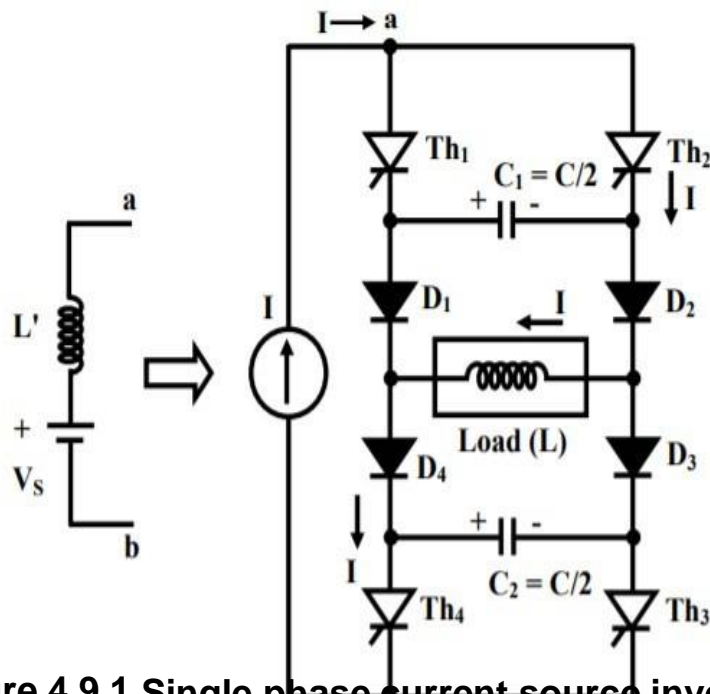 I → a
Th₁
Th₂
C₁ = C/2
+ -
I
a
D₁
I
D₂
L'
I
+
Load (L)
V_S
D₄
D₃
b
+ -
I
C₂ = C/2
Th₄
Th₃
re 4.9.1 Single phase current source inve